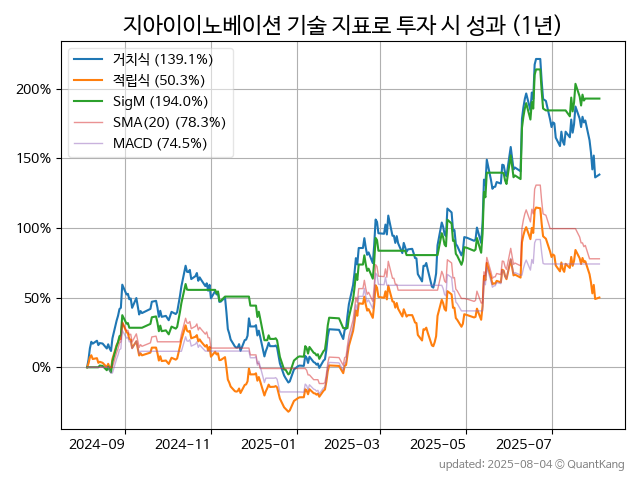 지아이이노베이션 기술 지표로 투자 시 성과 (1년)
거치식 (139.1%)
적립식 (50.3%)
SigM (194.0%)
SMA(20) (78.3%)
MACD (74.5%)
200%
150%
100%
50%
0%
2024-09 2024-11 2025-01 2025-03 2025-05 2025-07
updated: 2025-08-04 © QuantKang